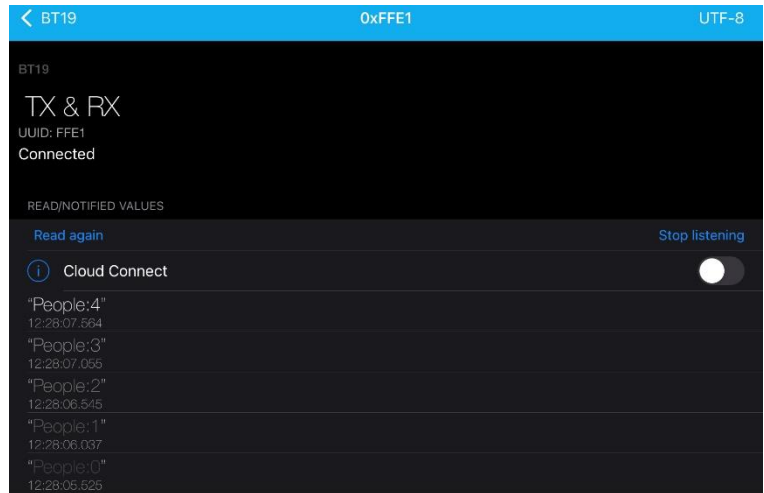 BT19 0xFFE1 UTF-8
BT19
TX & RX
UUID: FFE1
Connected
READ/NOTIFIED VALUES
Read again Stop listening
Cloud Connect
“People:4”
12:28:07.564
“People:3”
12:28:07.055
“People:2”
12:28:06.545
“People:1”
12:28:06.037
“People:0”
12:28:05.525